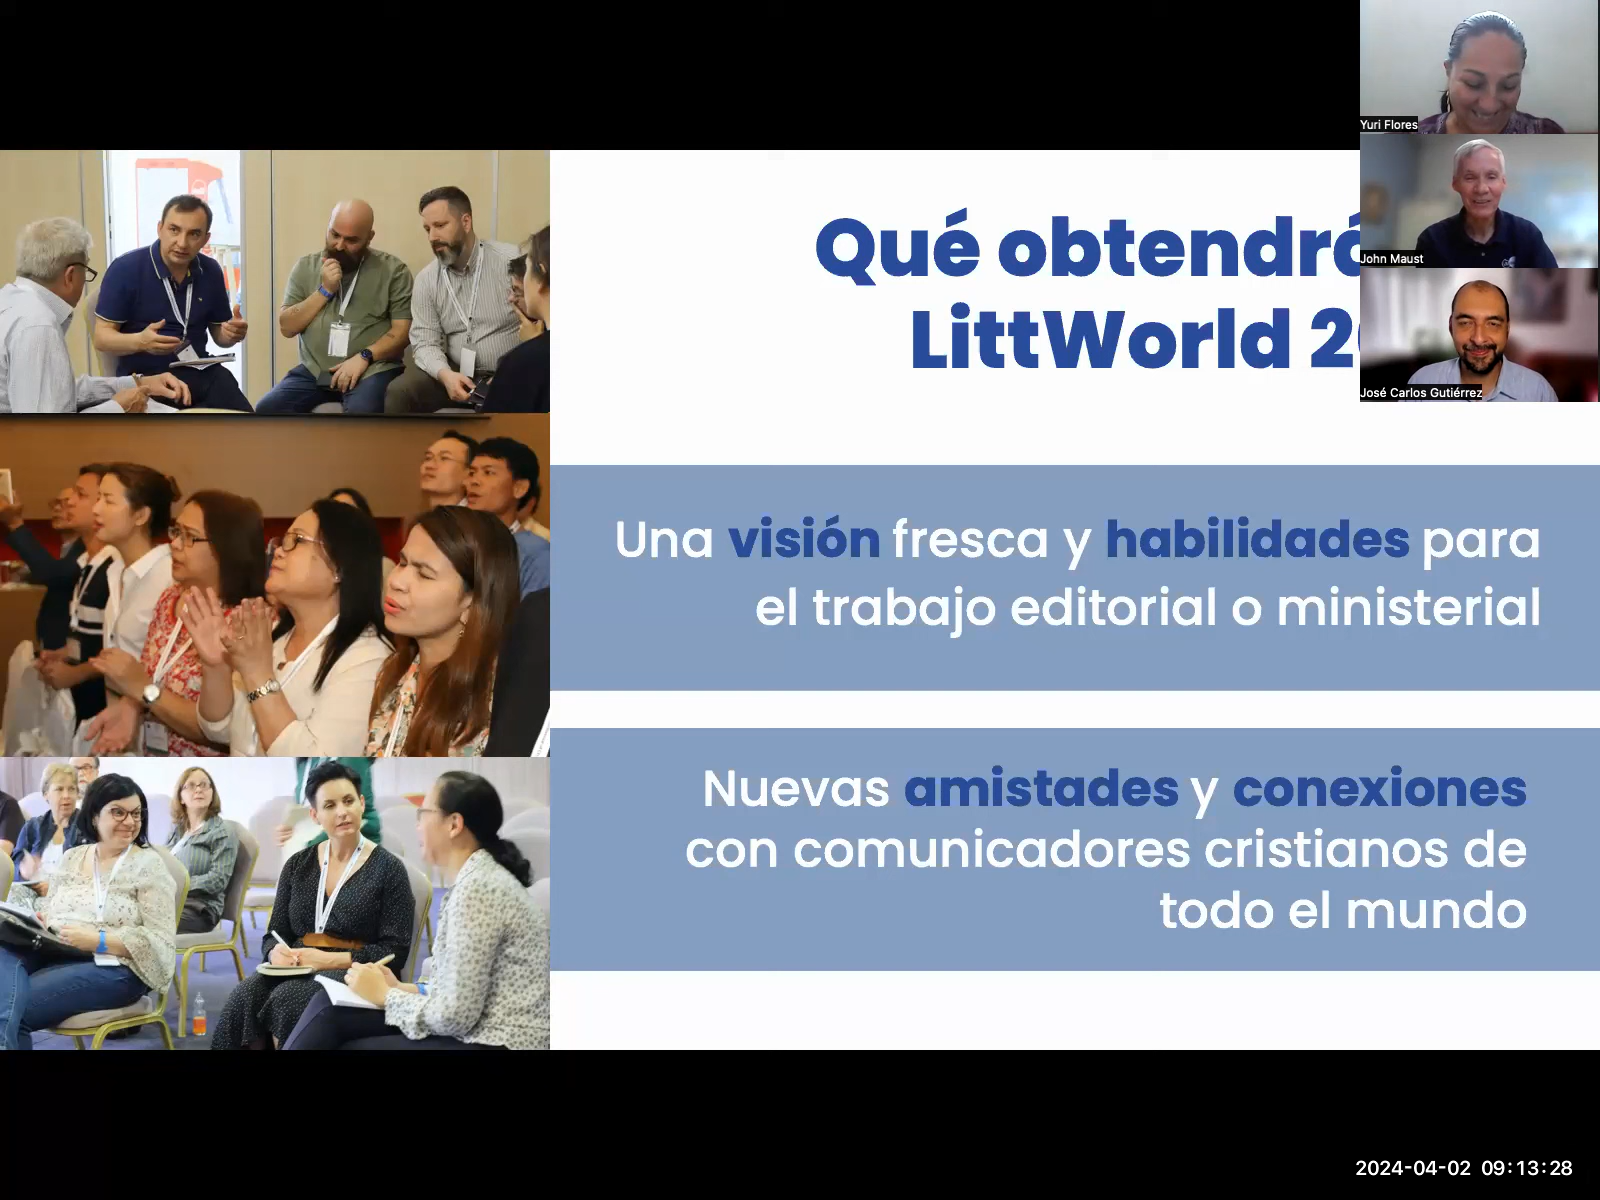 Qué obtendrá
LittWorld 2
Una visión fresca y habilidades para
el trabajo editorial o ministerial
Nuevas amistades y conexiones
con comunicadores cristianos de
todo el mundo
Yuri Flores
John Maust
José Carlos Gutiérrez
2024-04-02 09:13:28